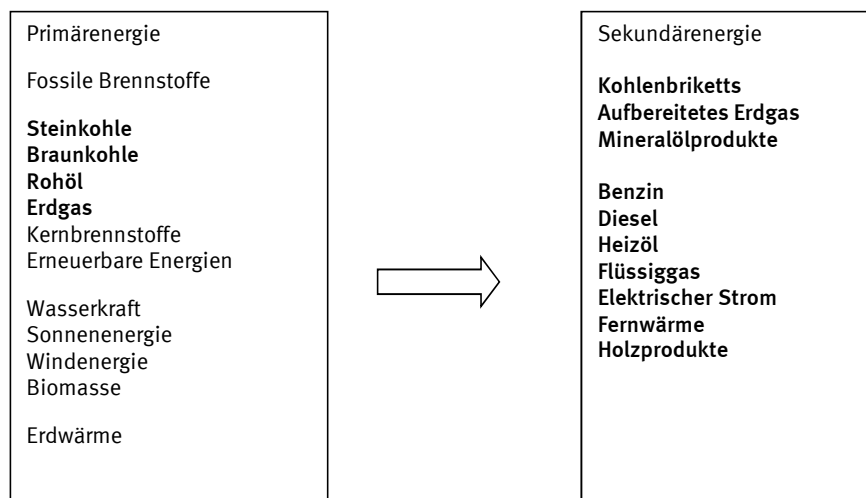 Primärenergie
Fossile Brennstoffe
Steinkohle
Braunkohle
Rohöl
Erdgas
Kernbrennstoffe
Erneuerbare Energien
Wasserkraft
Sonnenenergie
Windenergie
Biomasse
Erdwärme
Sekundärenergie
Kohlenbriketts
Aufbereitetes Erdgas
Mineralölprodukte
Benzin
Diesel
Heizöl
Flüssiggas
Elektrischer Strom
Fernwärme
Holzprodukte